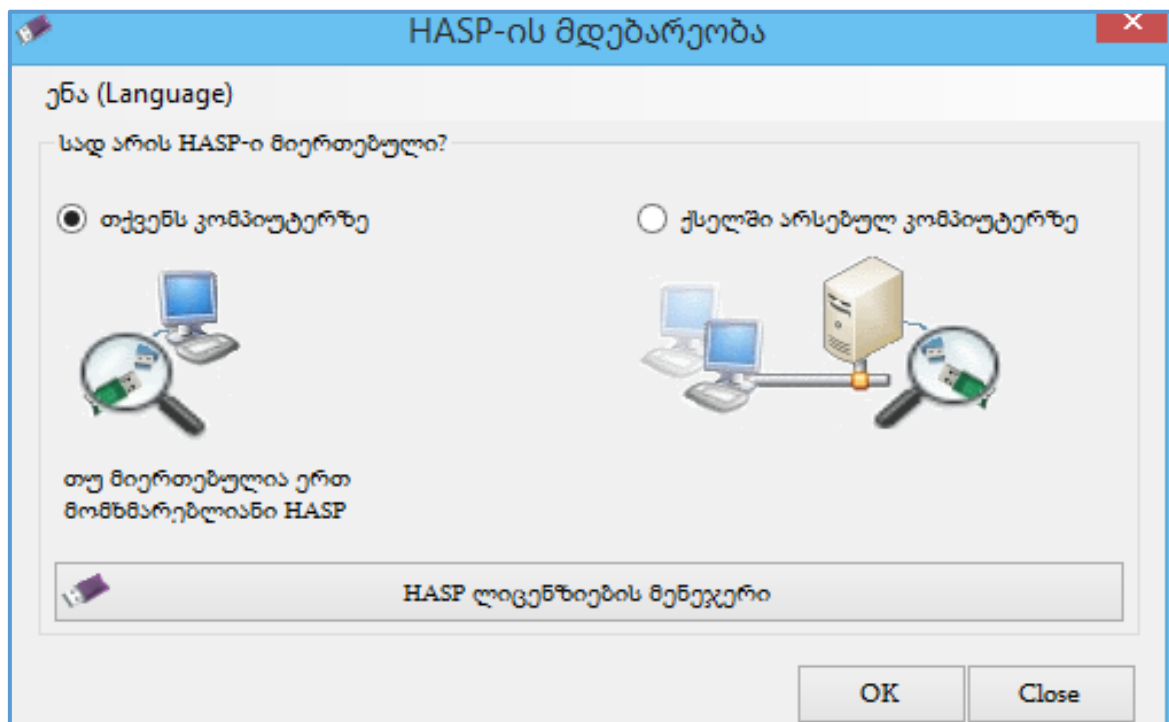 HASP-ის მდებარეობა
ენა (Language)
სად არის HASP-ი მიერთებული?
თქვენს კომპიუტერზე
ქსელში არსებულ კომპიუტერზე
თუ მიერთებულია ერთ
მომხმარებლიანი HASP
HASP ლიცენზიების მენეჯერი
OK
Close